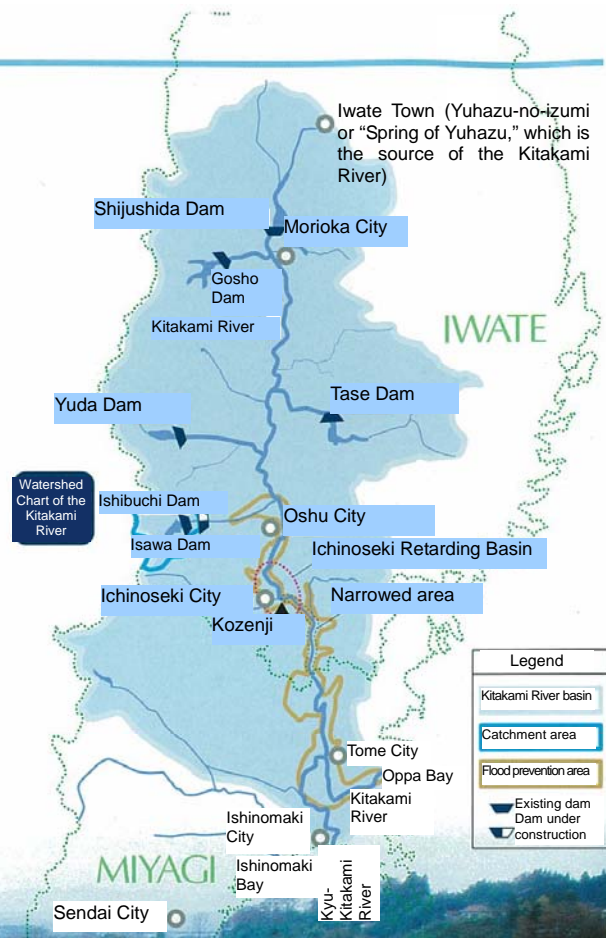 Iwate Town (Yuhazu-no-izumi
or “Spring of Yuhazu,” which is
the source of the Kitakami
River)
Shijushida Dam
Morioka City
Gosho
Dam
Kitakami River
IWATE
Yuda Dam
Tase Dam
Watershed
Chart of the
Kitakami
River
Ishibuchi Dam
Oshu City
Isawa Dam
Ichinoseki Retarding Basin
Ichinoseki City
Narrowed area
Kozenji
Legend
Kitakami River basin
Catchment area
Flood prevention area
Existing dam
Dam under
construction
Tome City
Oppa Bay
Kitakami
River
Ishinomaki
City
Ishinomaki
Bay
Kyu-
Kitakami
River
MIYAGI
Sendai City